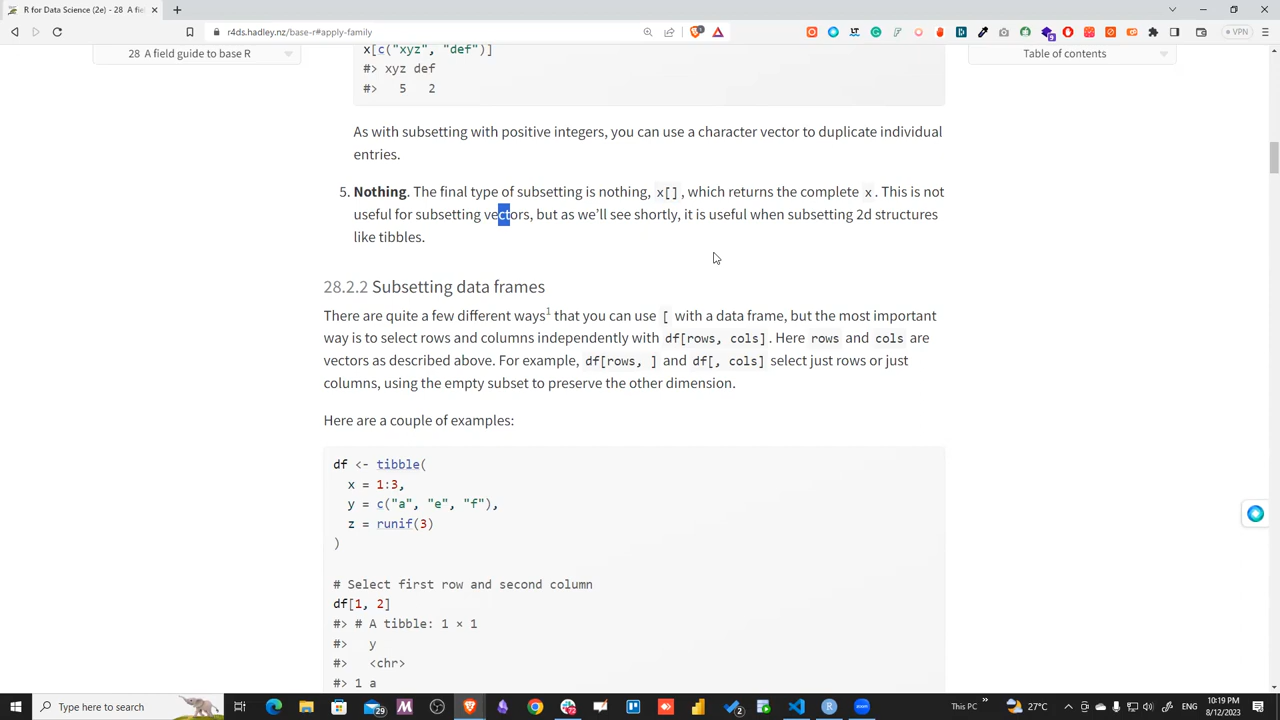 R for Data Science (2e) - 28 A fi
r4ds.hadley.nz/base-r#apply-family
VPN
28 A field guide to base R
Table of contents
x[c("xyz", "def")]
#> xyz def
#> 5 2
As with subsetting with positive integers, you can use a character vector to duplicate individual
entries.
5. Nothing. The final type of subsetting is nothing, x[], which returns the complete x. This is not
useful for subsetting vectors, but as we'll see shortly, it is useful when subsetting 2d structures
like tibbles.
28.2.2 Subsetting data frames
There are quite a few different ways1 that you can use [ with a data frame, but the most important
way is to select rows and columns independently with df[rows, cols]. Here rows and cols are
vectors as described above. For example, df[rows, ] and df[, cols] select just rows or just
columns, using the empty subset to preserve the other dimension.
Here are a couple of examples:
df <- tibble(
x = 1:3,
y = c("a", "e", "f"),
z = runif(3)
)
# Select first row and second column
df[1, 2]
#> # A tibble: 1 × 1
#> y
#> <chr>
#> 1 a
Type here to search
29
2
This PC
27°C
10:19 PM
8/12/2023